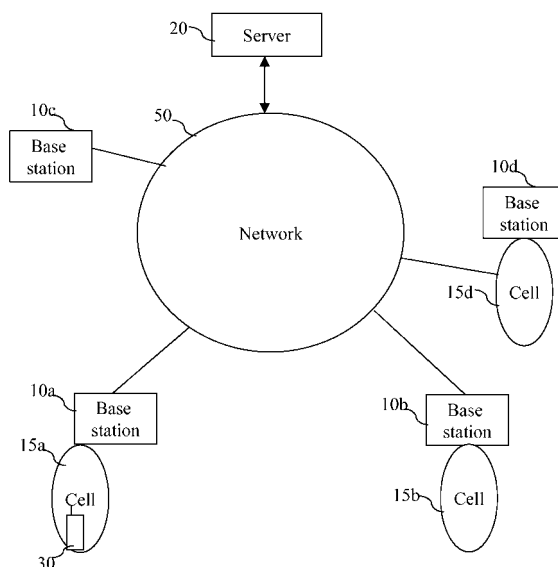 20
Server
50
10c
Base
station
10d
Base
station
Network
15d
Cell
10a
Base
station
10b
Base
station
15a
Cell
15b
Cell
30